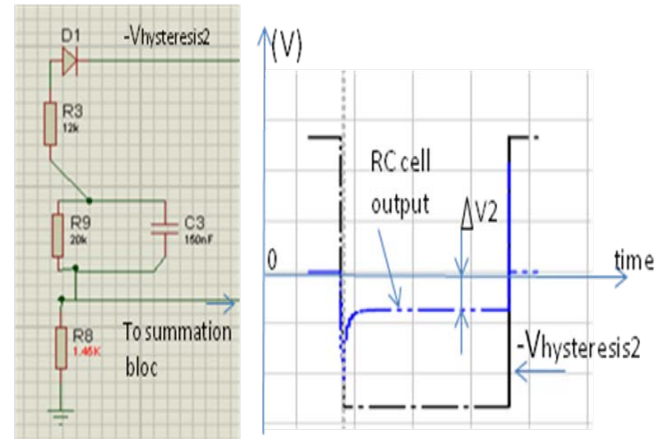 D1
-Vhysteresis2
R3
12k
R9
20k
C3
150nF
R8
1.46K
To summation
bloc
(V)
RC cell
output
ΔV2
0
time
-Vhysteresis2